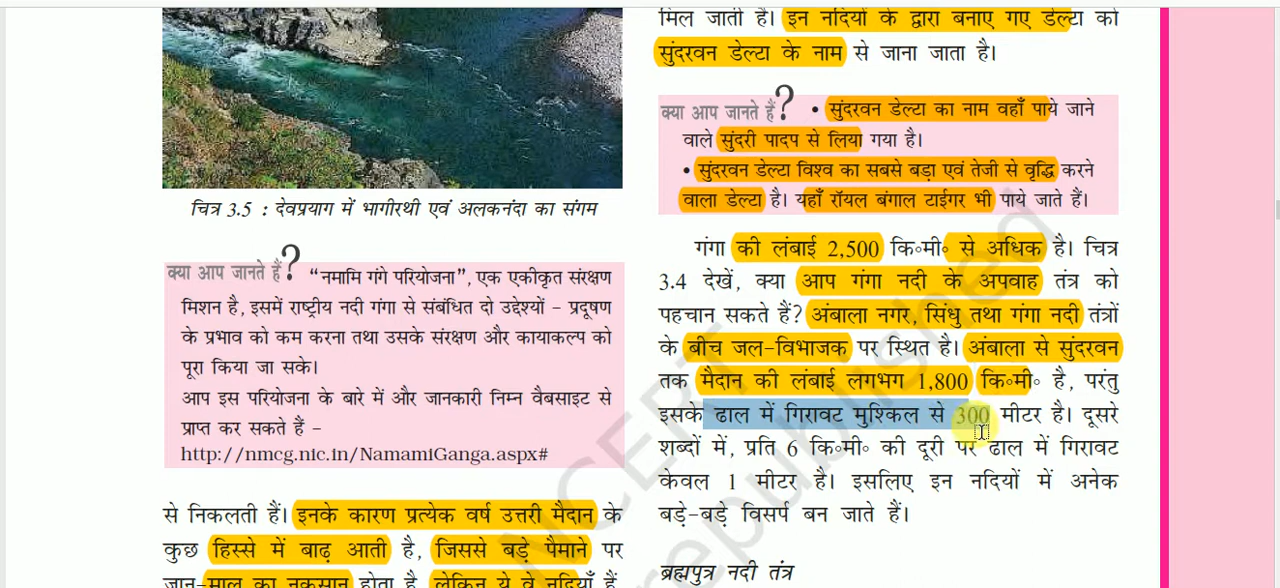 चित्र 3.5 : देवप्रयाग में भागीरथी एवं अलकनंदा का संगम
क्या आप जानते हैं? "नमामि गंगे परियोजना", एक एकीकृत संरक्षण
मिशन है, इसमें राष्ट्रीय नदी गंगा से संबंधित दो उद्देश्यों – प्रदूषण
के प्रभाव को कम करना तथा उसके संरक्षण और कायाकल्प को
पूरा किया जा सके।
आप इस परियोजना के बारे में और जानकारी निम्न वैबसाइट से
प्राप्त कर सकते हैं –
http://nmcg.nic.in/NamamiGanga.aspx#
से निकलती हैं। इनके कारण प्रत्येक वर्ष उत्तरी मैदान के
कुछ हिस्से में बाढ़ आती है, जिससे बड़े पैमाने पर
जान-माल का नुकसान होता है, लेकिन ये वे नदियाँ हैं,
मिल जाती हैं। इन नदियों के द्वारा बनाए गए डेल्टा को
सुंदरवन डेल्टा के नाम से जाना जाता है।
क्या आप जानते हैं? • सुंदरवन डेल्टा का नाम वहाँ पाये जाने
वाले सुंदरी पादप से लिया गया है।
• सुंदरवन डेल्टा विश्व का सबसे बड़ा एवं तेजी से वृद्धि करने
वाला डेल्टा है। यहाँ रॉयल बंगाल टाईगर भी पाये जाते हैं।
गंगा की लंबाई 2,500 कि॰मी॰ से अधिक है। चित्र
3.4 देखें, क्या आप गंगा नदी के अपवाह तंत्र को
पहचान सकते हैं? अंबाला नगर, सिंधु तथा गंगा नदी तंत्रों
के बीच जल-विभाजक पर स्थित है। अंबाला से सुंदरवन
तक मैदान की लंबाई लगभग 1,800 कि॰मी॰ है, परंतु
इसके ढाल में गिरावट मुश्किल से 300 मीटर है। दूसरे
शब्दों में, प्रति 6 कि॰मी॰ की दूरी पर ढाल में गिरावट
केवल 1 मीटर है। इसलिए इन नदियों में अनेक
बड़े-बड़े विसर्प बन जाते हैं।
ब्रह्मपुत्र नदी तंत्र
NCERT
republished